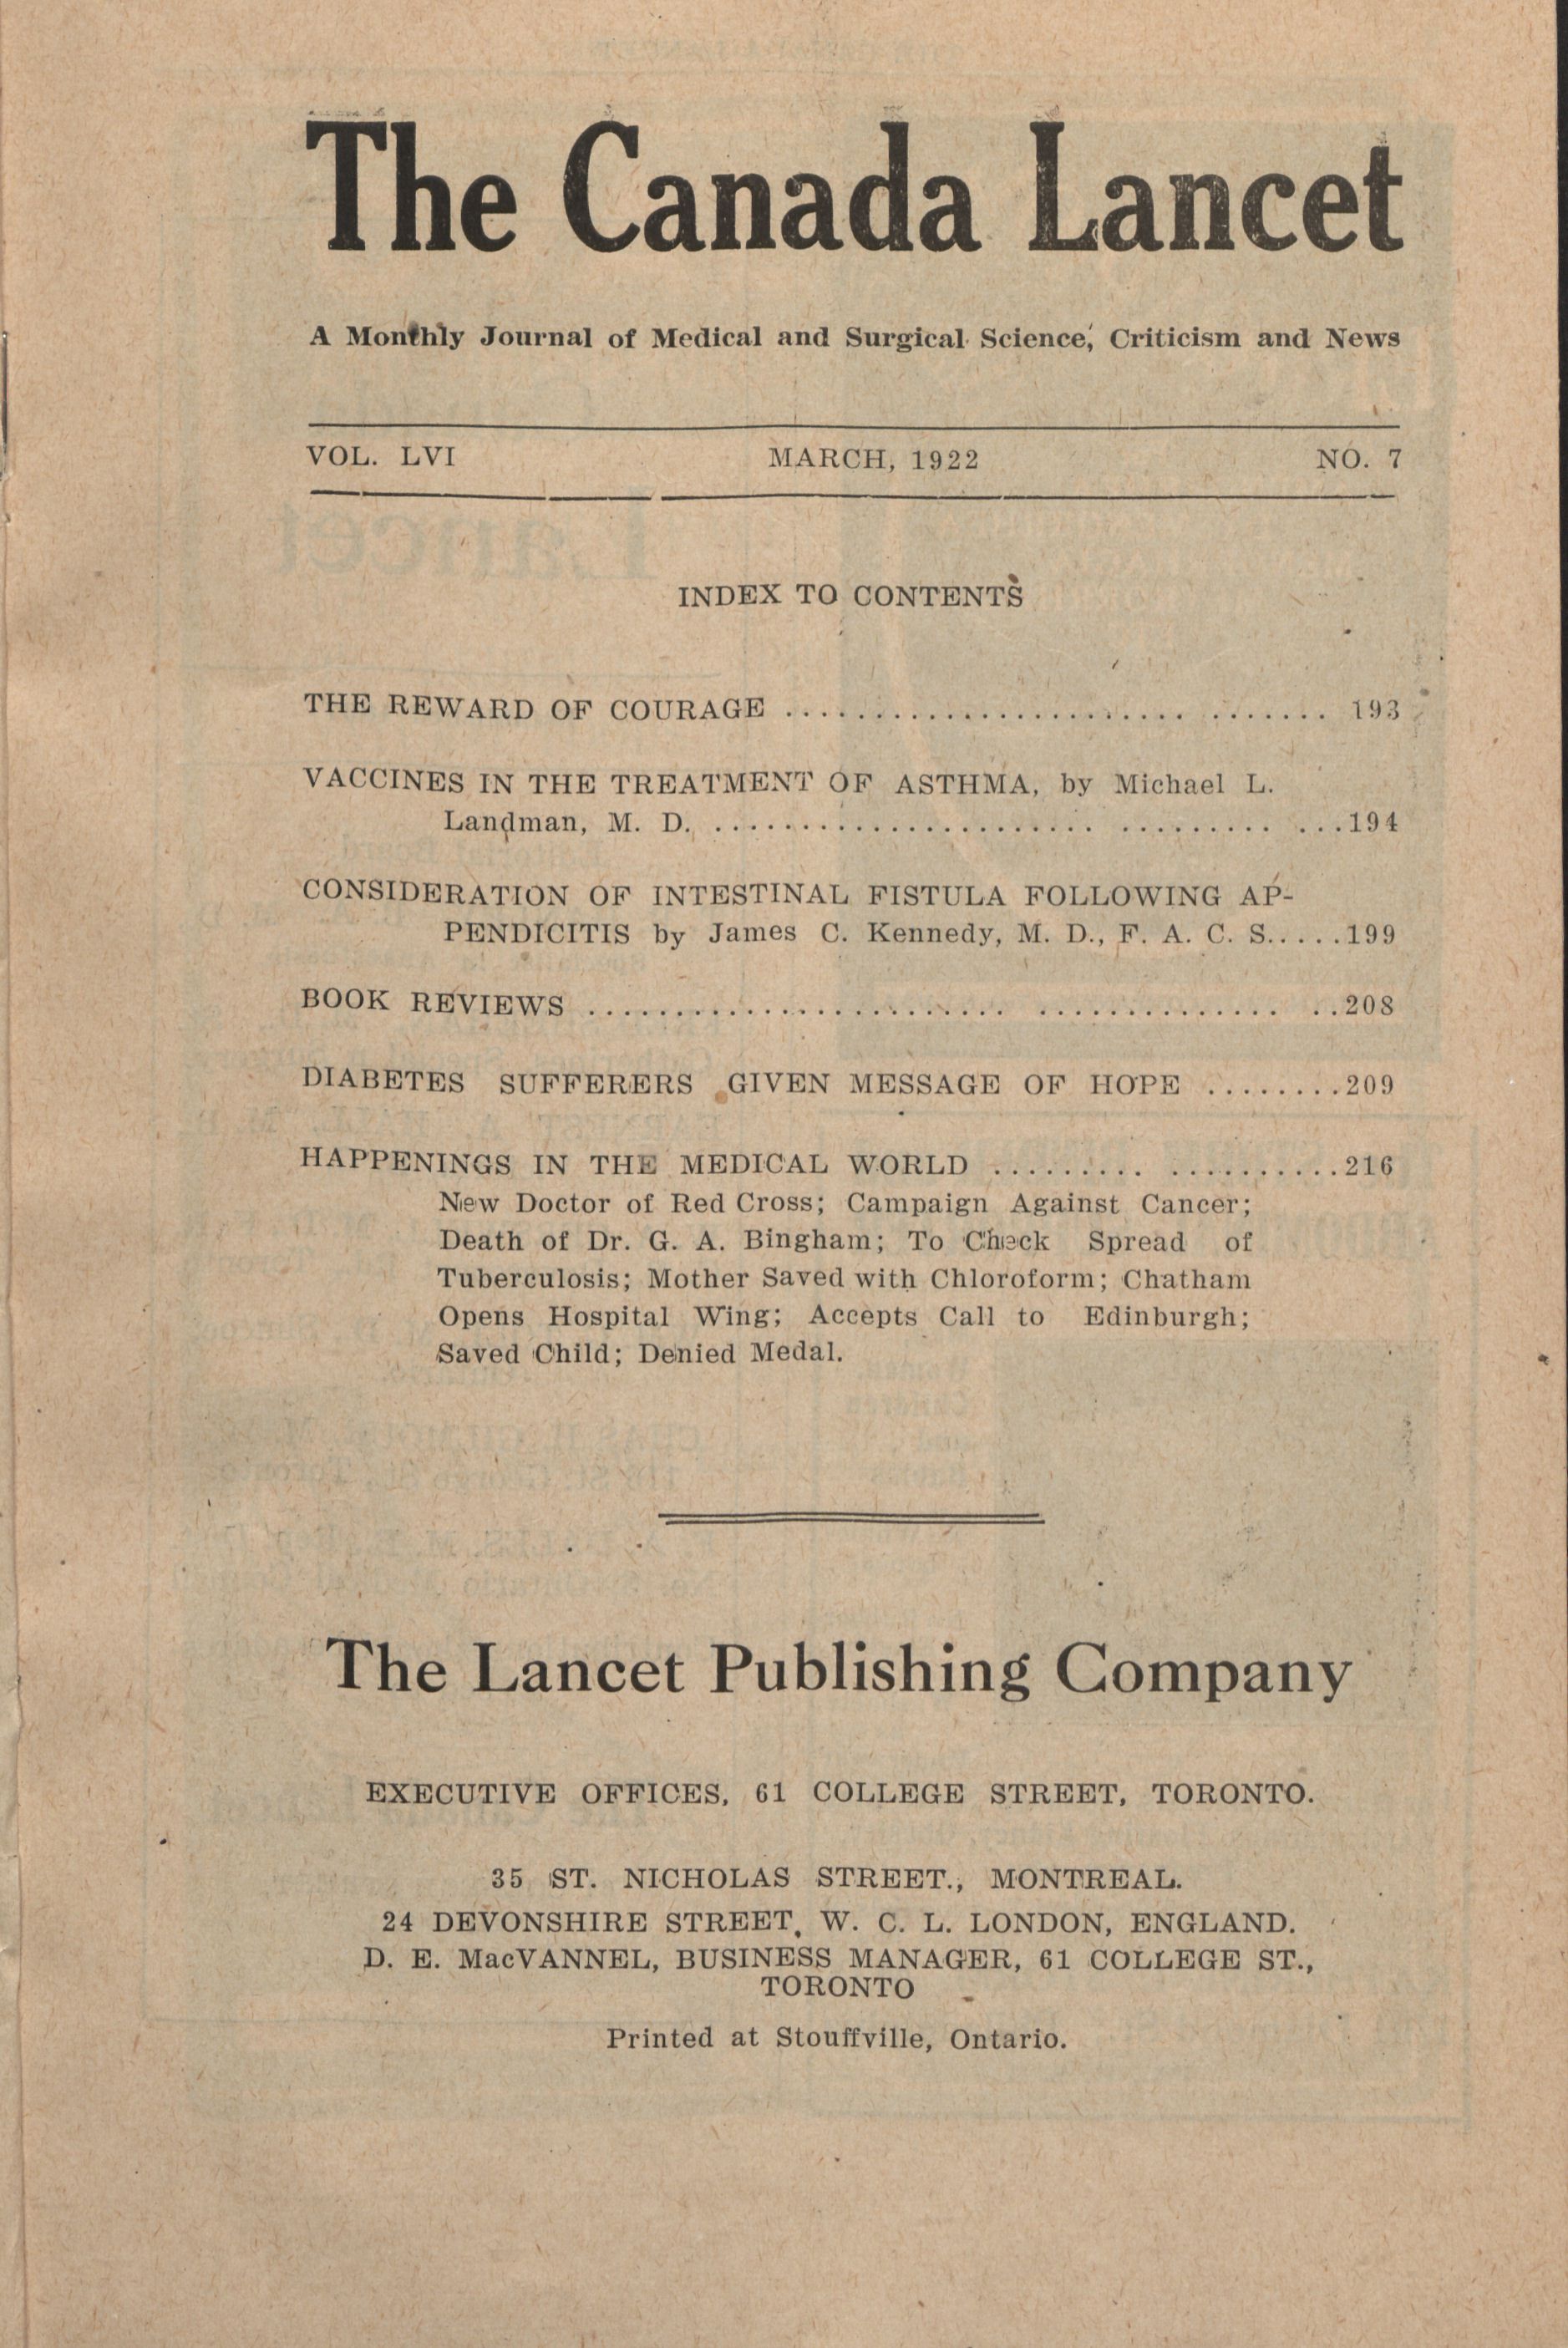 The Canada Lancet
A Monthly Journal of Medical and Surgical Science, Criticism and News
VOL. LVI MARCH, 1922 NO. 7
INDEX TO CONTENTS
THE REWARD OF COURAGE .............................. 193
VACCINES IN THE TREATMENT OF ASTHMA, by Michael L.
Landman, M. D. ...................... ......... ...194
CONSIDERATION OF INTESTINAL FISTULA FOLLOWING AP-
PENDICITIS by James C. Kennedy, M. D., F. A. C. S.....199
BOOK REVIEWS ........................ .............. ..208
DIABETES SUFFERERS GIVEN MESSAGE OF HOPE ........209
HAPPENINGS IN THE MEDICAL WORLD ......... ..........216
New Doctor of Red Cross; Campaign Against Cancer;
Death of Dr. G. A. Bingham; To Check Spread of
Tuberculosis; Mother Saved with Chloroform; Chatham
Opens Hospital Wing; Accepts Call to Edinburgh;
Saved Child; Denied Medal.
The Lancet Publishing Company
EXECUTIVE OFFICES, 61 COLLEGE STREET, TORONTO.
35 ST. NICHOLAS STREET., MONTREAL.
24 DEVONSHIRE STREET, W. C. L. LONDON, ENGLAND.
D. E. MacVANNEL, BUSINESS MANAGER, 61 COLLEGE ST.,
TORONTO
Printed at Stouffville, Ontario.